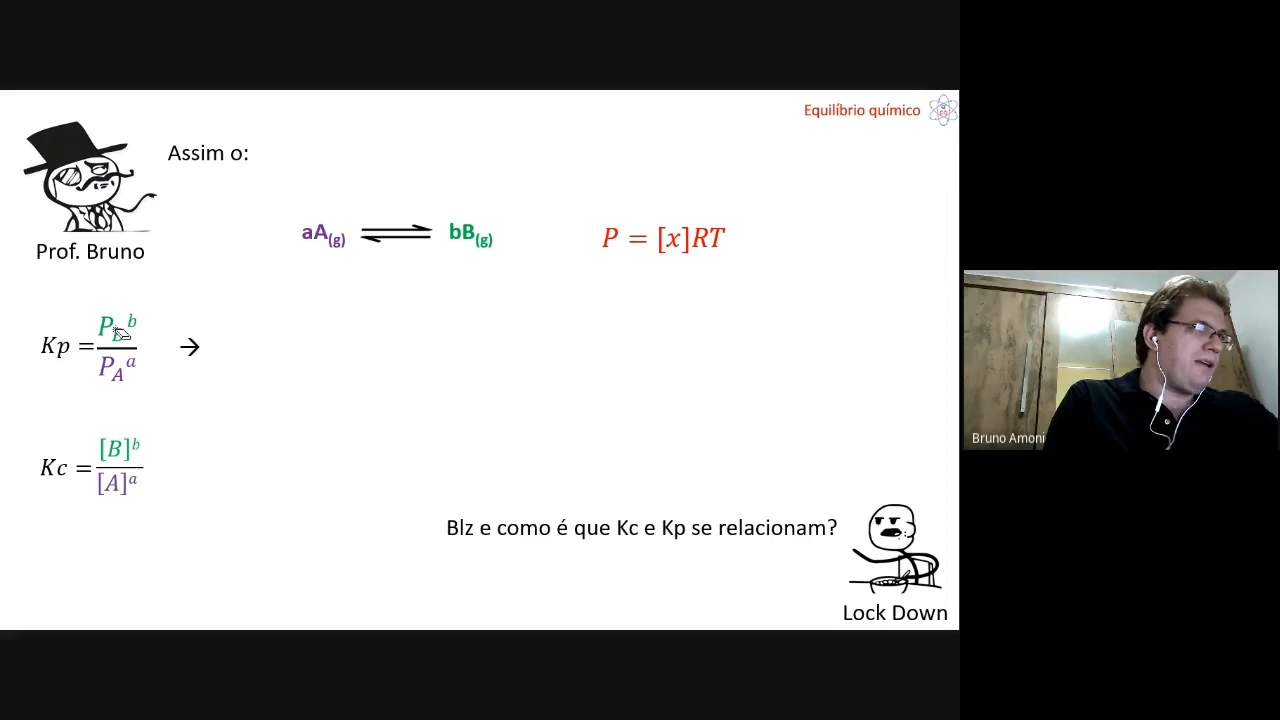 Equilíbrio químico
Assim o:
aA(g) ⇌ bB(g)
P = [x]RT
Prof. Bruno
Kp = P_B^b / P_A^a →
Kc = [B]^b / [A]^a
Bruno Amoni
Blz e como é que Kc e Kp se relacionam?
Lock Down